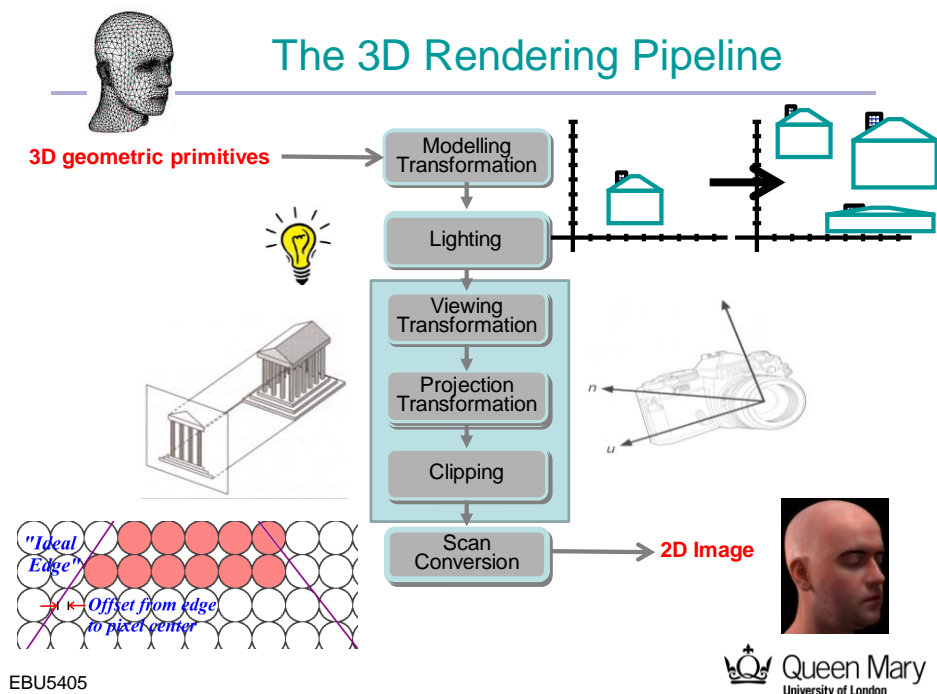 The 3D Rendering Pipeline
3D geometric primitives
Modelling
Transformation
Lighting
Viewing
Transformation
Projection
Transformation
Clipping
Scan
Conversion
n
u
"Ideal
Edge"
Offset from edge
to pixel center
2D Image
EBU5405
Queen Mary
University of London